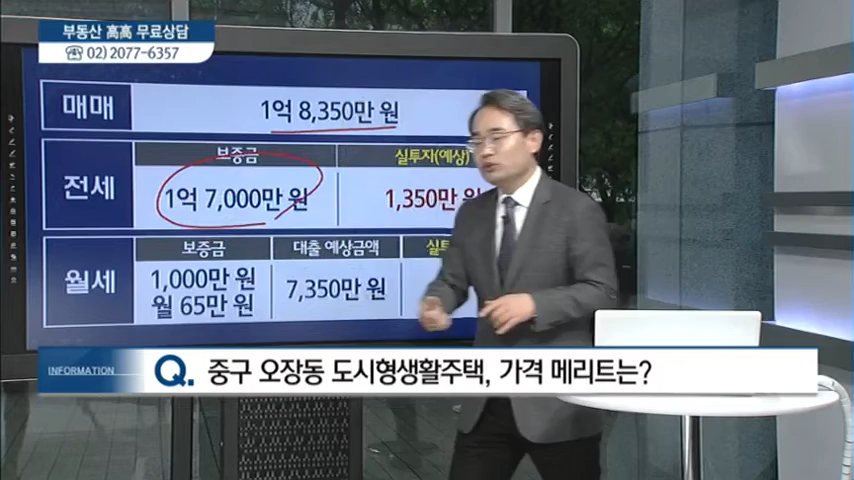 부동산 高高 무료상담
☎ 02) 2077-6357
매매
1억 8,350만 원
전세
보증금
실투자(예상)
1억 7,000만 원
1,350만 원
월세
보증금
대출 예상금액
1,000만 원
월 65만 원
7,350만 원
INFORMATION
Q. 중구 오장동 도시형생활주택, 가격 메리트는?